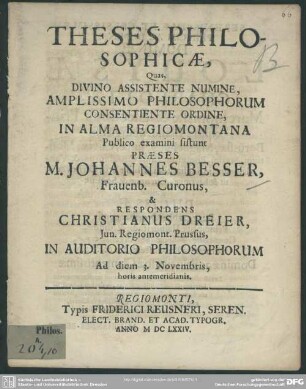 THESES PHILO-
SOPHICÆ,
Quas,
DIVINO ASSISTENTE NUMINE,
AMPLISSIMO PHILOSOPHORUM
CONSENTIENTE ORDINE,
IN ALMA REGIOMONTANA
Publico examini sistunt
PRÆSES
M. JOHANNES BESSER,
Frauenb. Curonus,
&
RESPONDENS
CHRISTIANUS DREIER,
Jun. Regiomont. Prussus,
IN AUDITORIO PHILOSOPHORUM
Ad diem 3. Novembris,
horis antemeridianis.
REGIOMONTI,
Typis FRIDERICI REUSNERI, SEREN.
ELECT. BRAND. ET ACAD. TYPOGR.
ANNO M DC LXXIV.
Philos.
A.
204,10